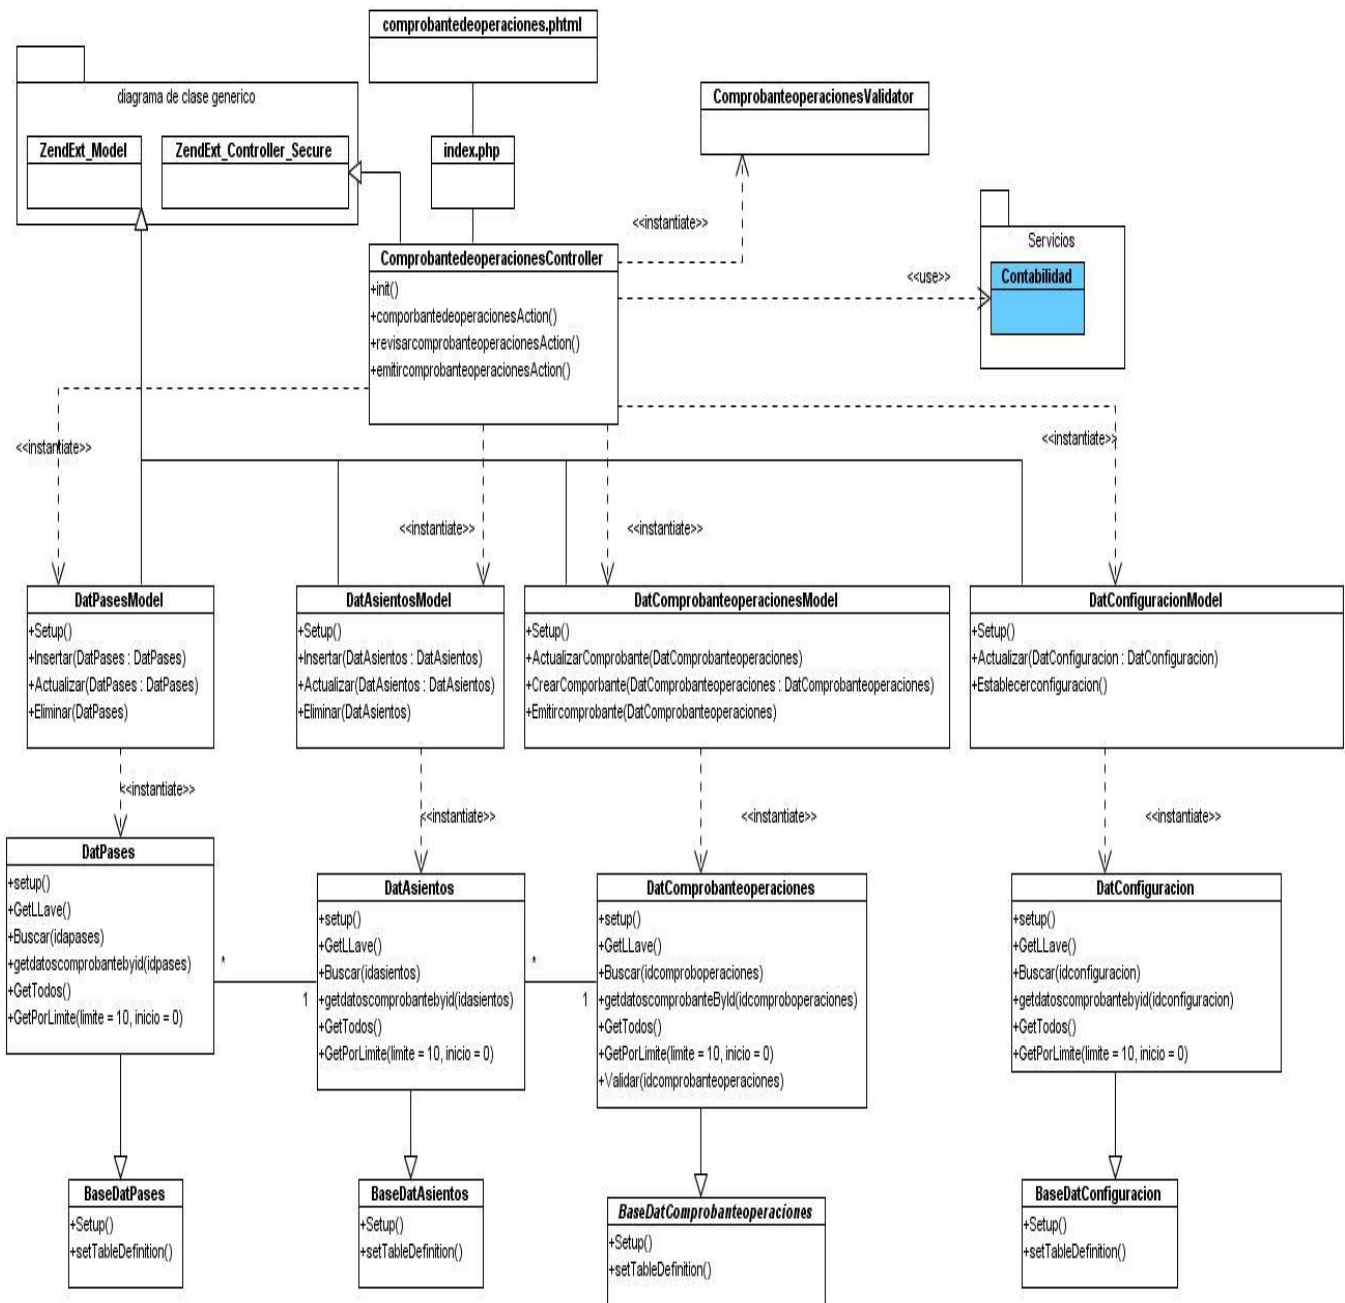 comprobantedeoperaciones.phtml
diagrama de clase generico
ZendExt_Model
ZendExt_Controller_Secure
index.php
ComprobanteoperacionesValidator
<<instantiate>>
Servicios
Contabilidad
<<use>>
ComprobantedeoperacionesController
+init()
+comporbantedeoperacionesAction()
+revisarcomprobanteoperacionesAction()
+emitircomprobanteoperacionesAction()
<<instantiate>>
<<instantiate>>
<<instantiate>>
<<instantiate>>
DatPasesModel
+Setup()
+Insertar(DatPases : DatPases)
+Actualizar(DatPases : DatPases)
+Eliminar(DatPases)
DatAsientosModel
+Setup()
+Insertar(DatAsientos : DatAsientos)
+Actualizar(DatAsientos : DatAsientos)
+Eliminar(DatAsientos)
DatComprobanteoperacionesModel
+Setup()
+ActualizarComprobante(DatComprobanteoperaciones)
+CrearComporbante(DatComprobanteoperaciones : DatComprobanteoperaciones)
+Emitircomprobante(DatComprobanteoperaciones)
DatConfiguracionModel
+Setup()
+Actualizar(DatConfiguracion : DatConfiguracion)
+Establecerconfiguracion()
<<instantiate>>
<<instantiate>>
<<instantiate>>
<<instantiate>>
DatPases
+setup()
+GetLLave()
+Buscar(idapases)
+getdatoscomprobantebyid(idpases)
+GetTodos()
+GetPorLimite(limite = 10, inicio = 0)
*
1
DatAsientos
+setup()
+GetLLave()
+Buscar(idasientos)
+getdatoscomprobantebyid(idasientos)
+GetTodos()
+GetPorLimite(limite = 10, inicio = 0)
*
1
DatComprobanteoperaciones
+setup()
+GetLLave()
+Buscar(idcomproboperaciones)
+getdatoscomprobanteById(idcomproboperaciones)
+GetTodos()
+GetPorLimite(limite = 10, inicio = 0)
+Validar(idcomprobanteoperaciones)
DatConfiguracion
+setup()
+GetLLave()
+Buscar(idconfiguracion)
+getdatoscomprobantebyid(idconfiguracion)
+GetTodos()
+GetPorLimite(limite = 10, inicio = 0)
BaseDatPases
+Setup()
+setTableDefinition()
BaseDatAsientos
+Setup()
+setTableDefinition()
BaseDatComprobanteoperaciones
+Setup()
+setTableDefinition()
BaseDatConfiguracion
+Setup()
+setTableDefinition()